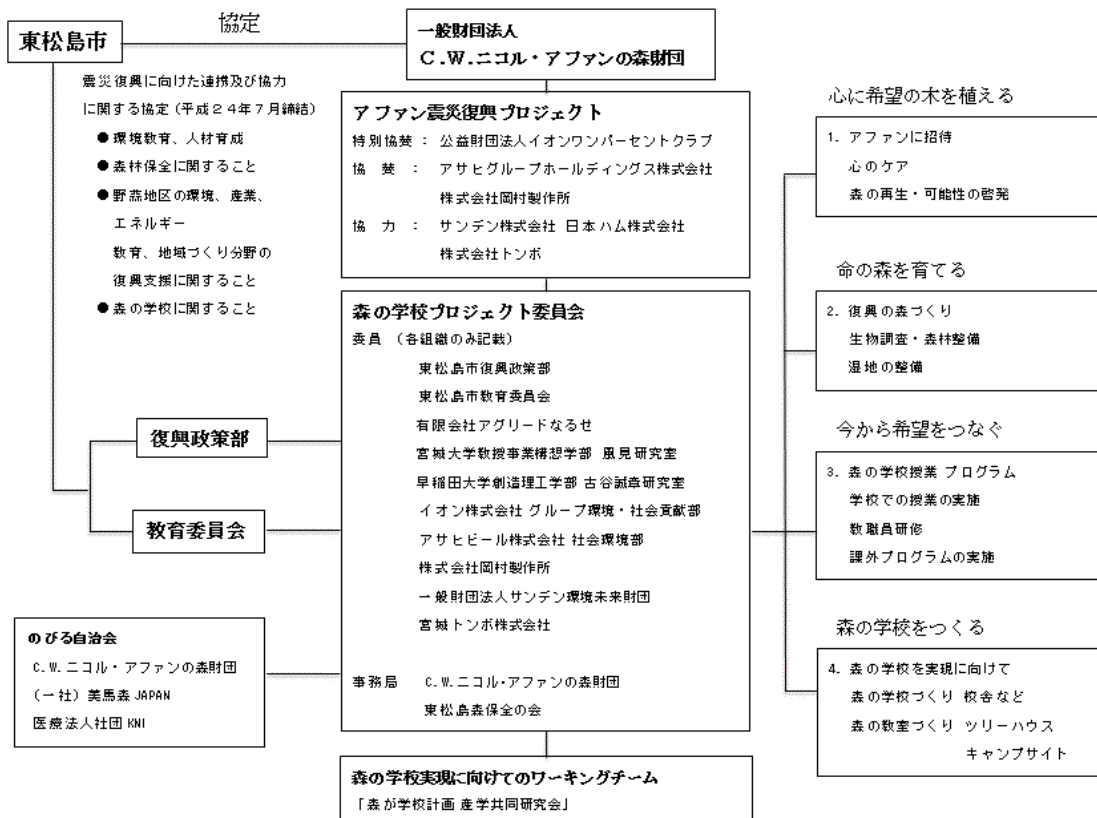 東松島市
協定
一般財団法人
C.W.ニコル・アファンの森財団
震災復興に向けた連携及び協力
に関する協定(平成24年7月締結)
●環境教育、人材育成
●森林保全に関すること
●野蒜地区の環境、産業、
エネルギー
教育、地域づくり分野の
復興支援に関すること
●森の学校に関すること
アファン震災復興プロジェクト
特別協賛： 公益財団法人イオンワンパーセントクラブ
協 賛 ： アサヒグループホールディングス株式会社
株式会社岡村製作所
協 力 ： サンデン株式会社 日本ハム株式会社
株式会社トンボ
森の学校プロジェクト委員会
委員 (各組織のみ記載)
東松島市復興政策部
東松島市教育委員会
有限会社アグリードなるせ
宮城大学教授事業構想学部 風見研究室
早稲田大学創造理工学部 古谷誠章研究室
イオン株式会社 グループ環境・社会貢献部
アサヒビール株式会社 社会環境部
株式会社岡村製作所
一般財団法人サンデン環境未来財団
宮城トンボ株式会社
事務局 C.W.ニコル・アファンの森財団
東松島森保全の会
復興政策部
教育委員会
のびる自治会
C.W.ニコル・アファンの森財団
(一社)美馬森JAPAN
医療法人社団KNI
森の学校実現に向けてのワーキングチーム
「森が学校計画 産学共同研究会」
心に希望の木を植える
1. アファンに招待
心のケア
森の再生・可能性の啓発
命の森を育てる
2. 復興の森づくり
生物調査・森林整備
湿地の整備
今から希望をつなぐ
3. 森の学校授業 プログラム
学校での授業の実施
教職員研修
課外プログラムの実施
森の学校をつくる
4. 森の学校を実現に向けて
森の学校づくり 校舎など
森の教室づくり ツリーハウス
キャンプサイト